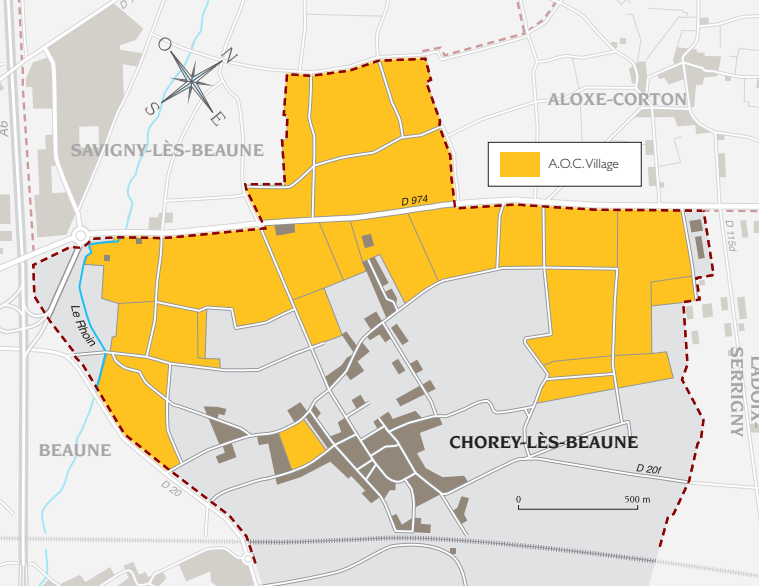 D 1
O
N
S
E
A6
ALOXE-CORTON
SAVIGNY-LÈS-BEAUNE
A.O.C. Village
D 974
D 115d
Le Rhoin
LADOIX-
SERRIGNY
BEAUNE
CHOREY-LÈS-BEAUNE
D 20f
D 20
0
500 m